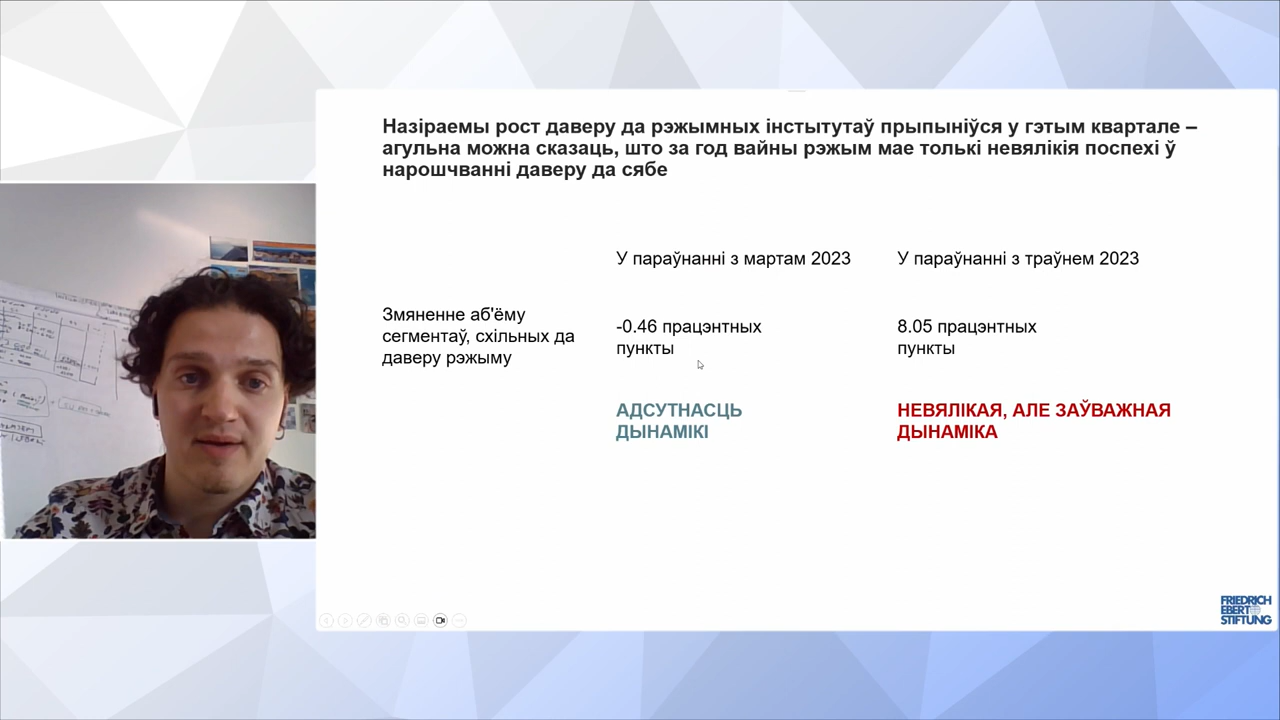 Назіраемы рост даверу да рэжымных інстытутаў прыпыніўся у гэтым квартале –
агульна можна сказаць, што за год вайны рэжым мае толькі невялікія поспехі ў
нарошчванні даверу да сябе
У параўнанні з мартам 2023
У параўнанні з траўнем 2023
Змяненне аб'ёму
сегментаў, схільных да
даверу рэжыму
-0.46 працэнтных
пункты
8.05 працэнтных
пункты
АДСУТНАСЦЬ
ДЫНАМІКІ
НЕВЯЛІКАЯ, АЛЕ ЗАЎВАЖНАЯ
ДЫНАМІКА
FRIEDRICH
EBERT
STIFTUNG